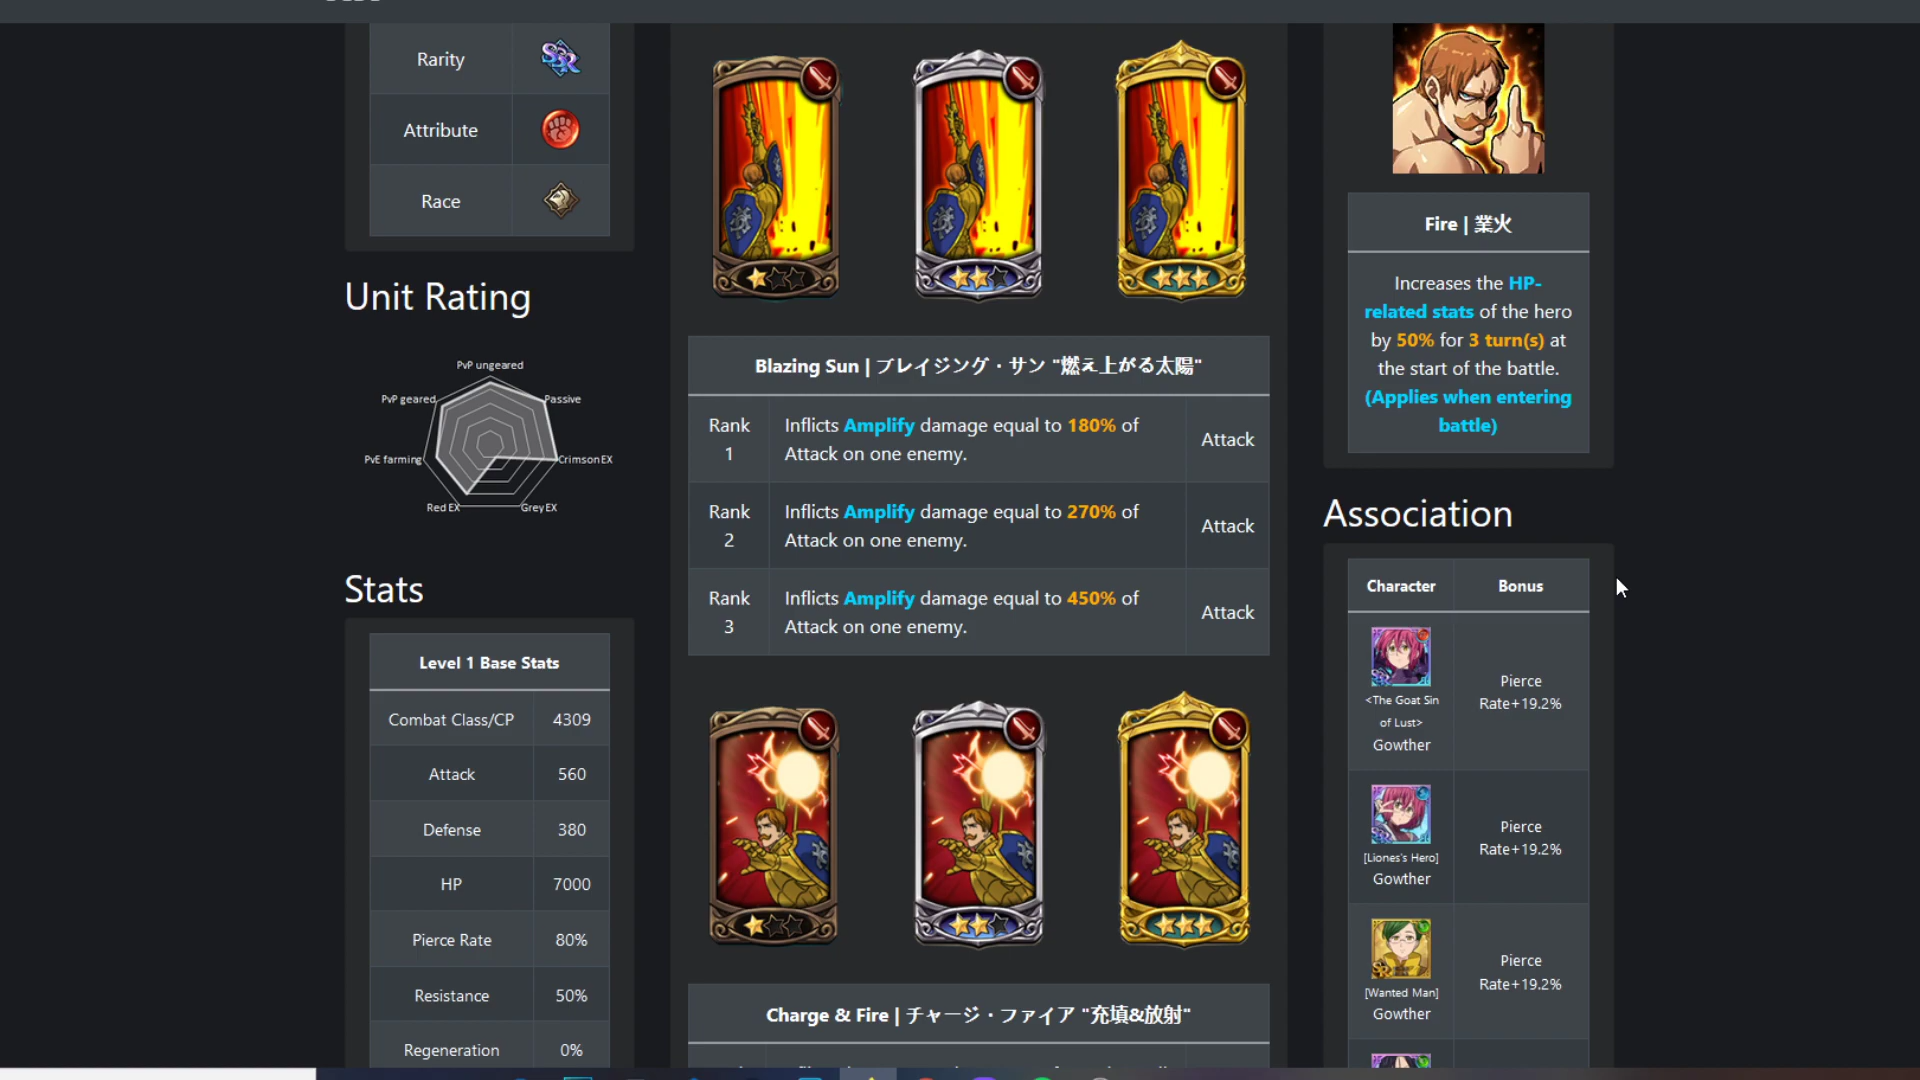 Rarity
Attribute
Race
Unit Rating
PvP ungeared
PvP geared
Passive
PvE farming
Crimson EX
Red EX
Grey EX
Stats
Level 1 Base Stats
Combat Class/CP 4309
Attack 560
Defense 380
HP 7000
Pierce Rate 80%
Resistance 50%
Regeneration 0%
Blazing Sun | ブレイジング・サン "燃え上がる太陽"
Rank 1
Inflicts Amplify damage equal to 180% of
Attack on one enemy.
Attack
Rank 2
Inflicts Amplify damage equal to 270% of
Attack on one enemy.
Attack
Rank 3
Inflicts Amplify damage equal to 450% of
Attack on one enemy.
Attack
Charge & Fire | チャージ・ファイア "充填&放射"
Fire | 業火
Increases the HP-
related stats of the hero
by 50% for 3 turn(s) at
the start of the battle.
(Applies when entering
battle)
Association
Character Bonus
<The Goat Sin
of Lust>
Gowther
Pierce
Rate+19.2%
[Liones's Hero]
Gowther
Pierce
Rate+19.2%
[Wanted Man]
Gowther
Pierce
Rate+19.2%